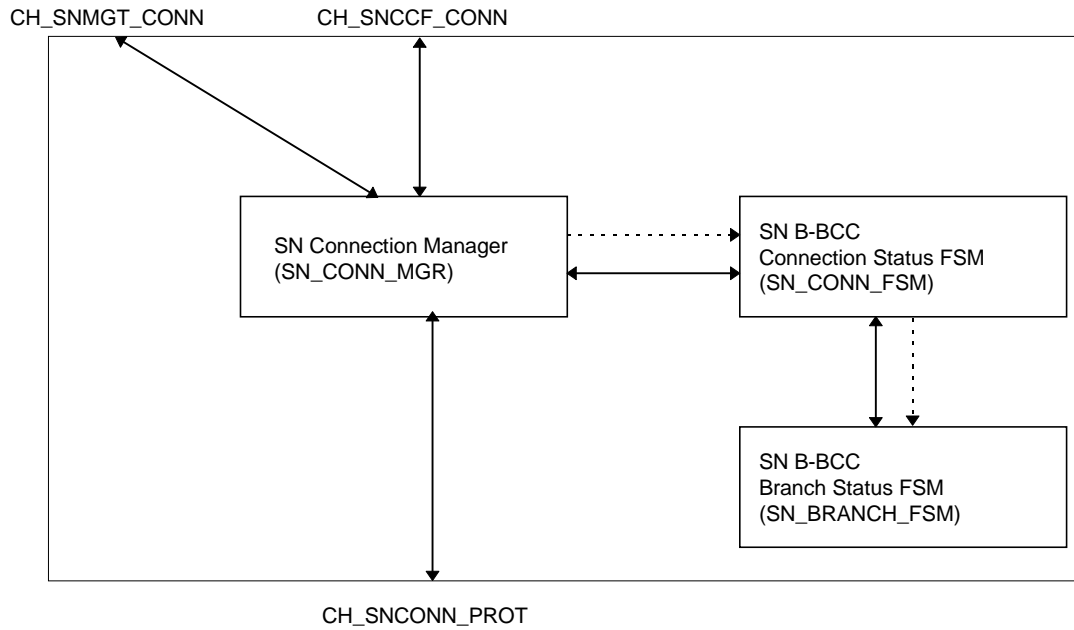 CH_SNMGT_CONN
CH_SNCCF_CONN
SN Connection Manager
(SN_CONN_MGR)
SN B-BCC
Connection Status FSM
(SN_CONN_FSM)
SN B-BCC
Branch Status FSM
(SN_BRANCH_FSM)
CH_SNCONN_PROT